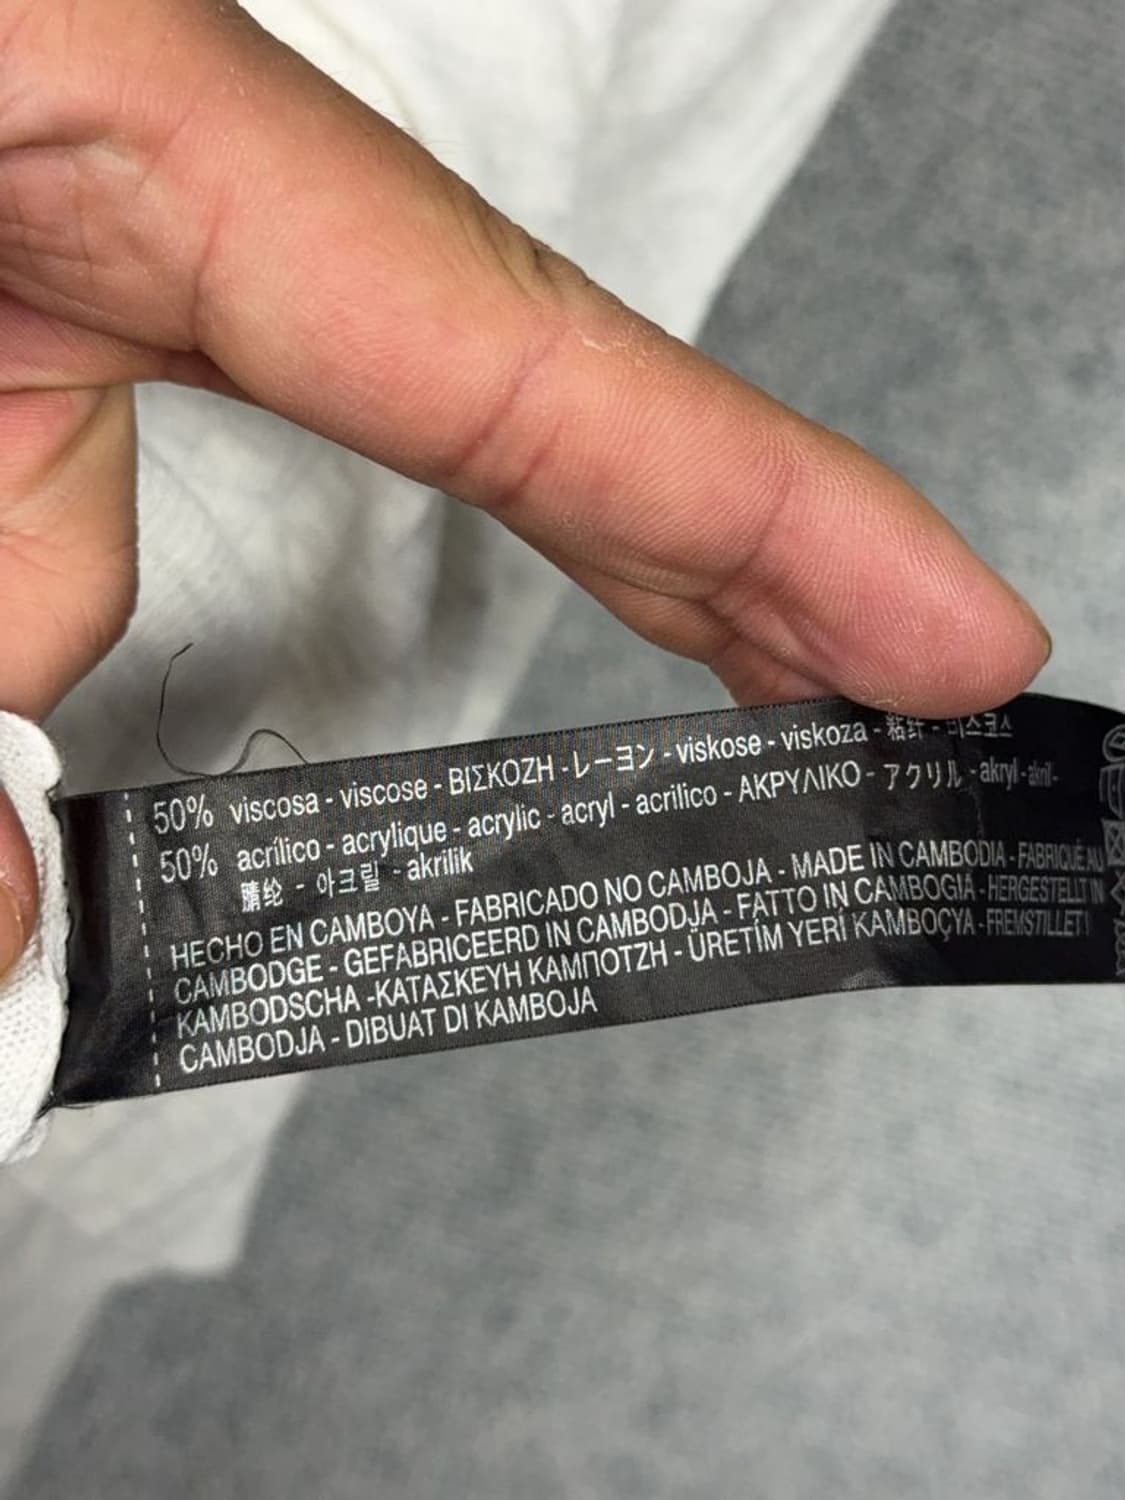 50% viscosa - viscose - ΒΙΣΚΟΖΗ - レーヨン - viskose - viskoza - 粘纤 - 비스코스
50% acrílico - acrylique - acrylic - acryl - acrilico - ΑΚΡΥΛΙΚΟ - アクリル - akryl - akril -
腈纶 - 아크릴 - akrilik
HECHO EN CAMBOYA - FABRICADO NO CAMBOJA - MADE IN CAMBODIA - FABRIQUÉ AU
CAMBODGE - GEFABRICEERD IN CAMBODJA - FATTO IN CAMBOGIA - HERGESTELLT IN
KAMBODSCHA -ΚΑΤΑΣΚΕΥΗ ΚΑΜΠΟΤΖΗ - ÜRETİM YERİ KAMBOÇYA - FREMSTILLET I
CAMBODJA - DIBUAT DI KAMBOJA